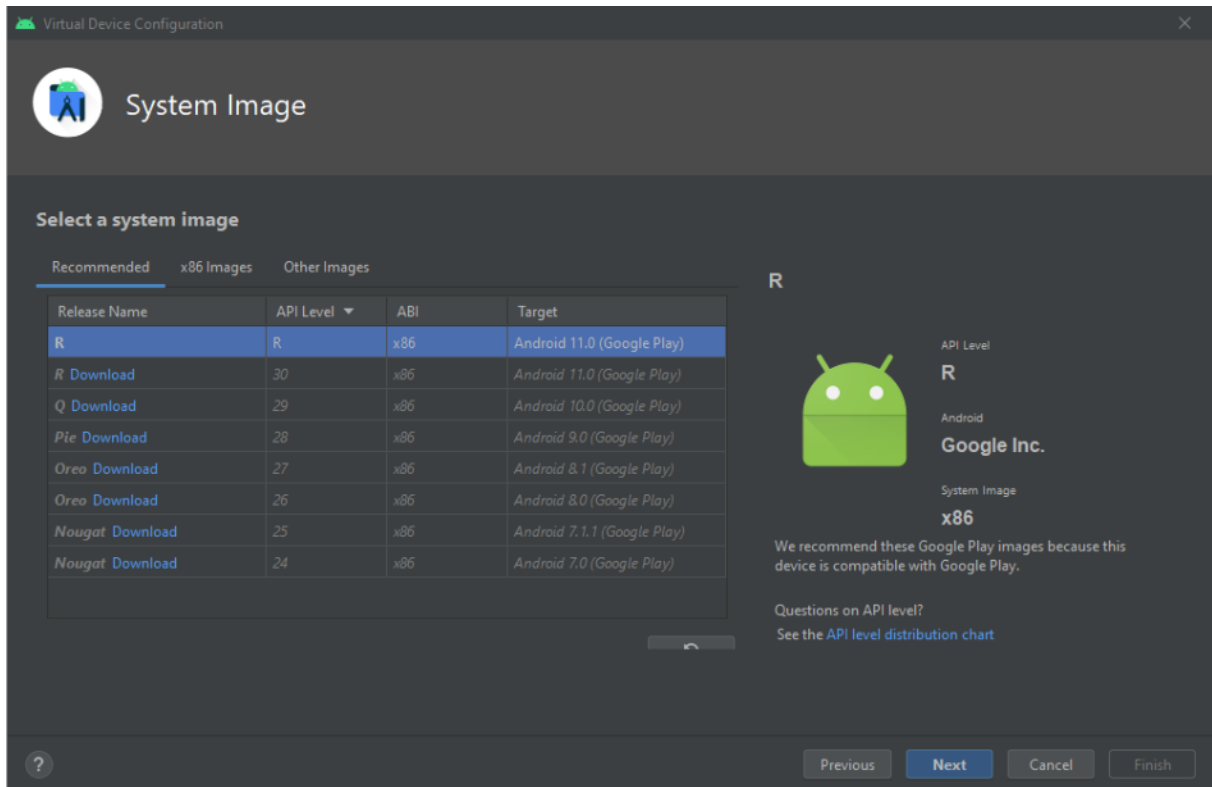 Virtual Device Configuration
System Image
Select a system image
Recommended x86 Images Other Images
Release Name API Level ABI Target
R R x86 Android 11.0 (Google Play)
R Download 30 x86 Android 11.0 (Google Play)
Q Download 29 x86 Android 10.0 (Google Play)
Pie Download 28 x86 Android 9.0 (Google Play)
Oreo Download 27 x86 Android 8.1 (Google Play)
Oreo Download 26 x86 Android 8.0 (Google Play)
Nougat Download 25 x86 Android 7.1.1 (Google Play)
Nougat Download 24 x86 Android 7.0 (Google Play)
R
API Level
R
Android
Google Inc.
System Image
x86
We recommend these Google Play images because this
device is compatible with Google Play.
Questions on API level?
See the API level distribution chart
? Previous Next Cancel Finish